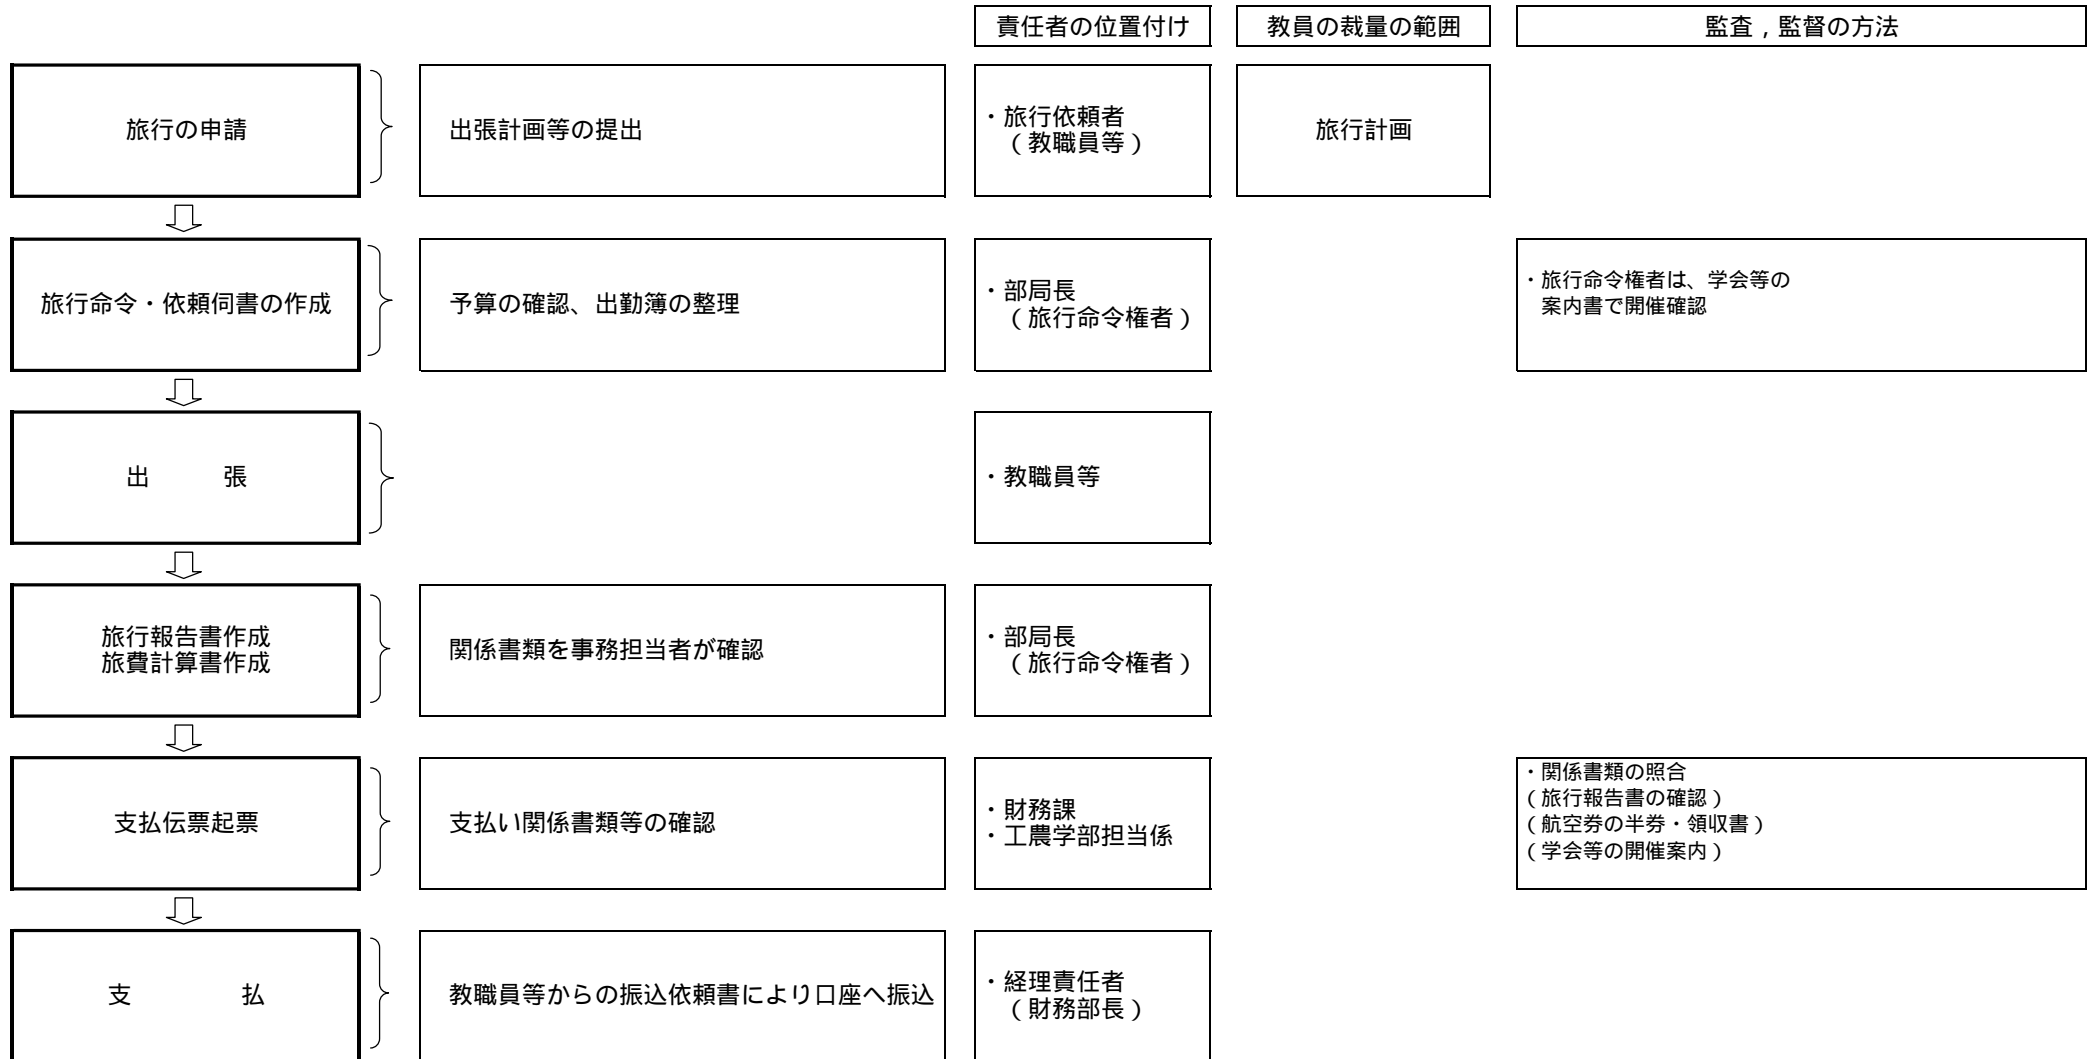 責任者の位置付け
教員の裁量の範囲
監査，監督の方法
旅行の申請
出張計画等の提出
・旅行依頼者
（教職員等）
旅行計画
旅行命令・依頼伺書の作成
予算の確認、出勤簿の整理
・部局長
（旅行命令権者）
・旅行命令権者は、学会等の
案内書で開催確認
出　　　張
・教職員等
旅行報告書作成
旅費計算書作成
関係書類を事務担当者が確認
・部局長
（旅行命令権者）
支払伝票起票
支払い関係書類等の確認
・財務課
・工農学部担当係
・関係書類の照合
（旅行報告書の確認）
（航空券の半券・領収書）
（学会等の開催案内）
支　　　　　払
教職員等からの振込依頼書により口座へ振込
・経理責任者
（財務部長）